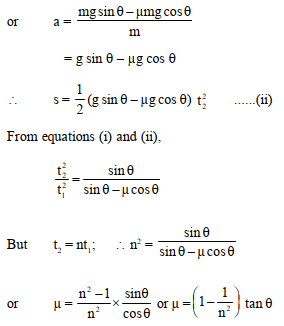 or a = (mg sin θ – μmg cos θ) / m
= g sin θ – μg cos θ
∴ s = 1/2 (g sin θ – μg cos θ) t₂² ......(ii)
From equations (i) and (ii),
t₂² / t₁² = sin θ / (sin θ – μ cos θ)
But t₂ = nt₁; ∴ n² = sin θ / (sin θ – μ cos θ)
or μ = (n² – 1) / n² × sinθ / cosθ or μ = (1 – 1/n²) tan θ